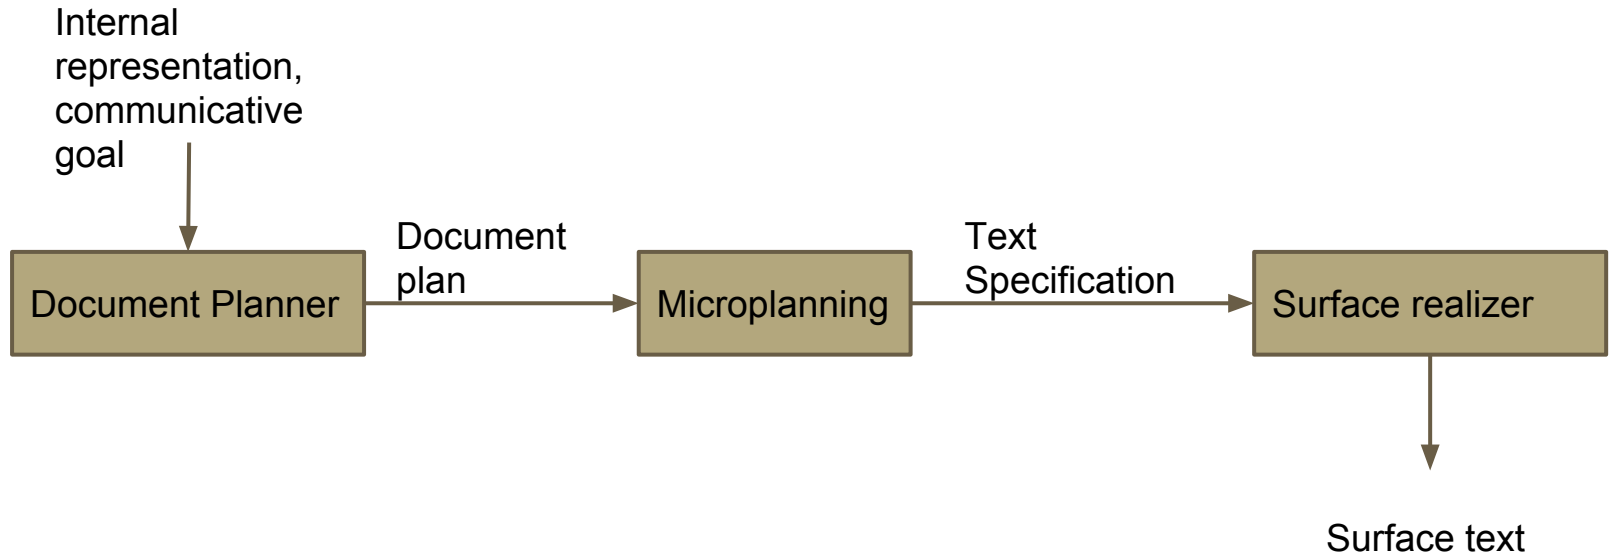 Internal
representation,
communicative
goal
Document
plan
Text
Specification
Document Planner
Microplanning
Surface realizer
Surface text